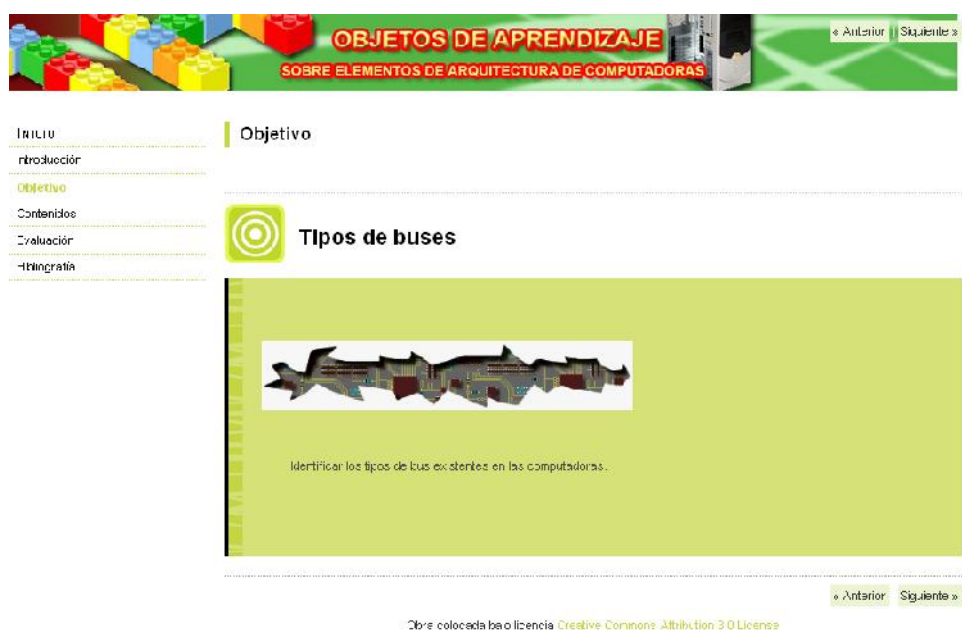 OBJETOS DE APRENDIZAJE
SOBRE ELEMENTOS DE ARQUITECTURA DE COMPUTADORAS
« Anterior
Siguiente »
Inicio
Introducción
Objetivo
Contenidos
Evaluación
Bibliografía
Objetivo
Tipos de buses
Identificar los tipos de bus existentes en las computadoras.
« Anterior
Siguiente »
Obra colocada bajo licencia Creative Commons Attribution 3.0 License